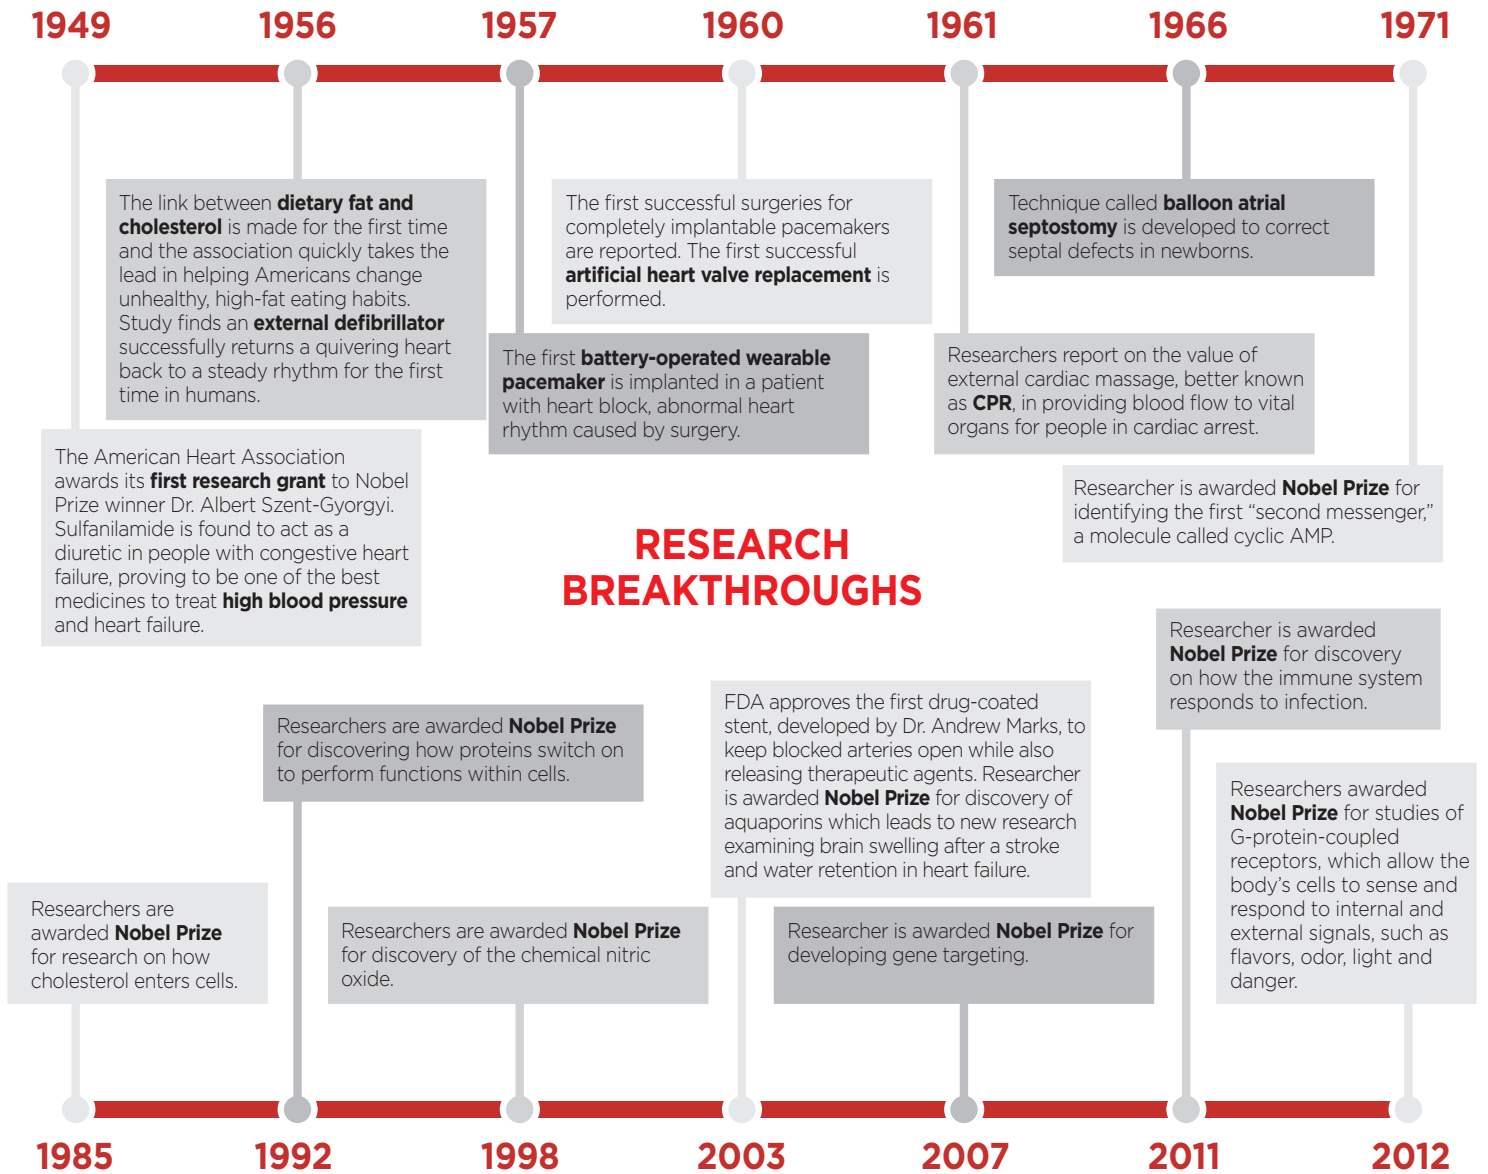 1949
1956
1957
1960
1961
1966
1971
The link between dietary fat and
cholesterol is made for the first time
and the association quickly takes the
lead in helping Americans change
unhealthy, high-fat eating habits.
Study finds an external defibrillator
successfully returns a quivering heart
back to a steady rhythm for the first
time in humans.
The first successful surgeries for
completely implantable pacemakers
are reported. The first successful
artificial heart valve replacement is
performed.
Technique called balloon atrial
septostomy is developed to correct
septal defects in newborns.
The first battery-operated wearable
pacemaker is implanted in a patient
with heart block, abnormal heart
rhythm caused by surgery.
Researchers report on the value of
external cardiac massage, better known
as CPR, in providing blood flow to vital
organs for people in cardiac arrest.
The American Heart Association
awards its first research grant to Nobel
Prize winner Dr. Albert Szent-Gyorgyi.
Sulfanilamide is found to act as a
diuretic in people with congestive heart
failure, proving to be one of the best
medicines to treat high blood pressure
and heart failure.
Researcher is awarded Nobel Prize for
identifying the first “second messenger,”
a molecule called cyclic AMP.
RESEARCH
BREAKTHROUGHS
Researcher is awarded
Nobel Prize for discovery
on how the immune system
responds to infection.
Researchers are awarded Nobel Prize
for discovering how proteins switch on
to perform functions within cells.
FDA approves the first drug-coated
stent, developed by Dr. Andrew Marks, to
keep blocked arteries open while also
releasing therapeutic agents. Researcher
is awarded Nobel Prize for discovery of
aquaporins which leads to new research
examining brain swelling after a stroke
and water retention in heart failure.
Researchers awarded
Nobel Prize for studies of
G-protein-coupled
receptors, which allow the
body’s cells to sense and
respond to internal and
external signals, such as
flavors, odor, light and
danger.
Researchers are
awarded Nobel Prize
for research on how
cholesterol enters cells.
Researchers are awarded Nobel Prize
for discovery of the chemical nitric
oxide.
Researcher is awarded Nobel Prize for
developing gene targeting.
1985
1992
1998
2003
2007
2011
2012